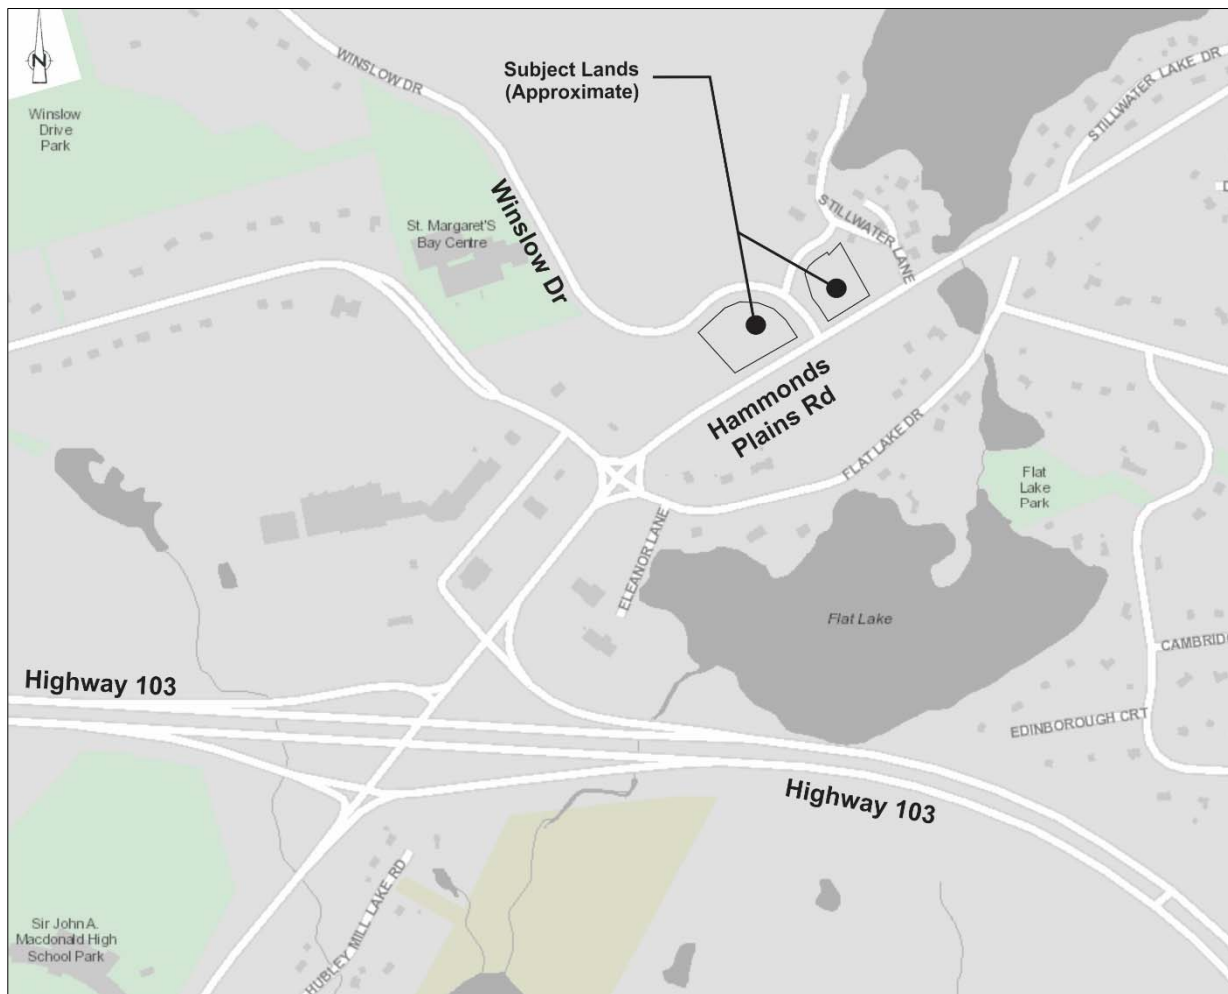 N
WINSLOW DR
Subject Lands
(Approximate)
STILLWATER LAKE DR
Winslow
Drive
Park
St. Margaret'S
Bay Centre
Winslow Dr
STILLWATER LANE
D
Hammonds
Plains Rd
FLAT LAKE DR
Flat
Lake
Park
ELEANOR LANE
Flat Lake
CAMBRID
Highway 103
EDINBOROUGH CRT
Highway 103
HUBLEY MILL LAKE RD
Sir John A.
Macdonald High
School Park